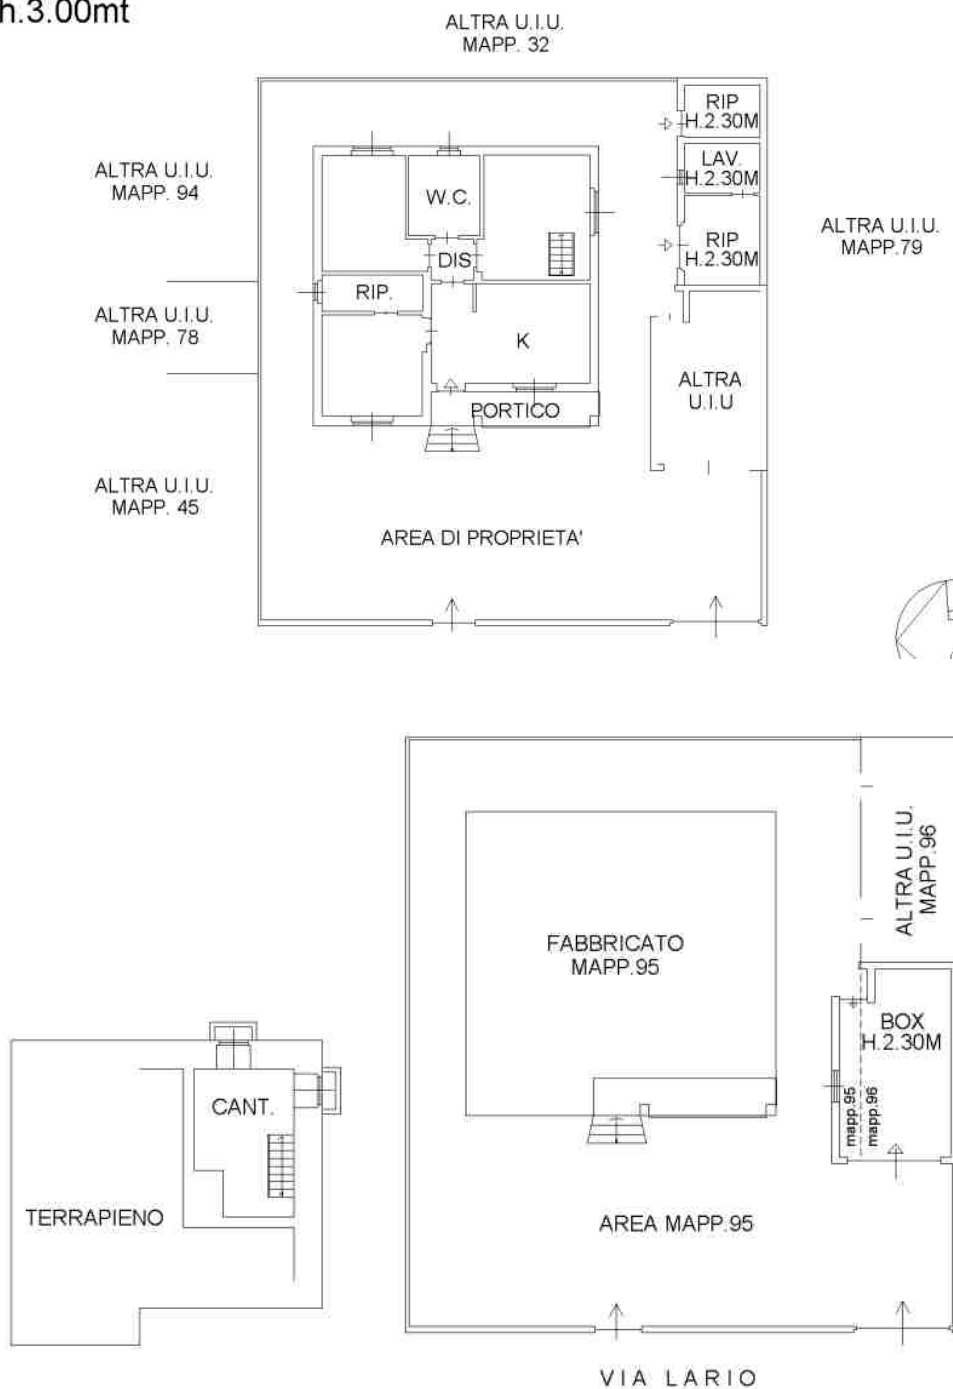 h.3.00mt
ALTRA U.I.U.
MAPP. 32
RIP
H.2.30M
LAV.
H.2.30M
RIP
H.2.30M
ALTRA U.I.U.
MAPP. 94
W.C.
DIS
ALTRA U.I.U.
MAPP.79
RIP.
ALTRA U.I.U.
MAPP. 78
K
ALTRA
U.I.U
PORTICO
ALTRA U.I.U.
MAPP. 45
AREA DI PROPRIETA'
ALTRA U.I.U.
MAPP.96
FABBRICATO
MAPP.95
BOX
H.2.30M
mapp.95
mapp.96
CANT.
TERRAPIENO
AREA MAPP.95
VIA LARIO